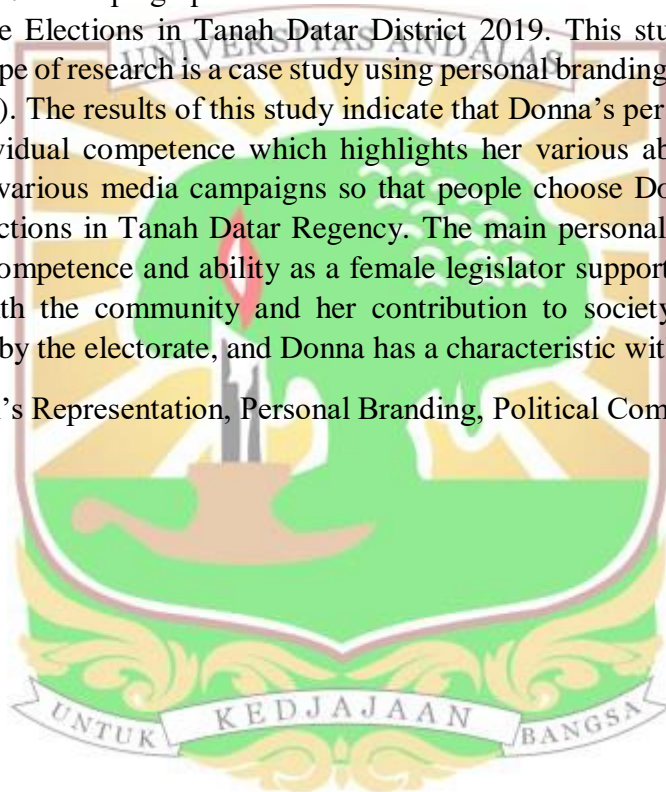 e Elections in Tanah Datar District 2019. This stu
UNIVERSITAS ANDALAS
pe of research is a case study using personal branding
). The results of this study indicate that Donna's per
vidual competence which highlights her various ab
various media campaigns so that people choose Do
ctions in Tanah Datar Regency. The main personal
ompetence and ability as a female legislator support
th the community and her contribution to society
by the electorate, and Donna has a characteristic wit
's Representation, Personal Branding, Political Com
UNTUK KEDJAJAAN BANGSA